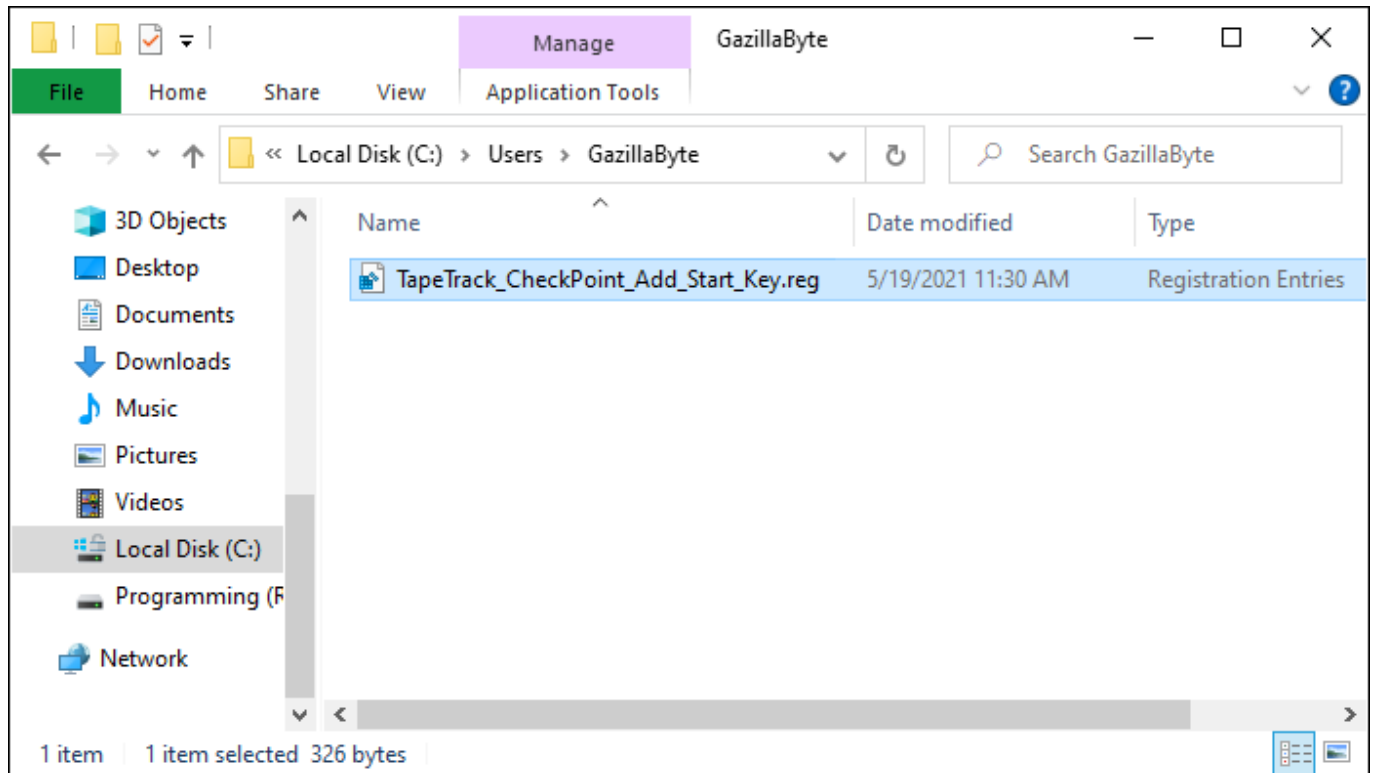 Manage GazillaByte
File Home Share View Application Tools ?
« Local Disk (C:) > Users > GazillaByte Search GazillaByte
Name Date modified Type
3D Objects
TapeTrack_CheckPoint_Add_Start_Key.reg 5/19/2021 11:30 AM Registration Entries
Desktop
Documents
Downloads
Music
Pictures
Videos
Local Disk (C:)
Programming (R
Network
1 item 1 item selected 326 bytes